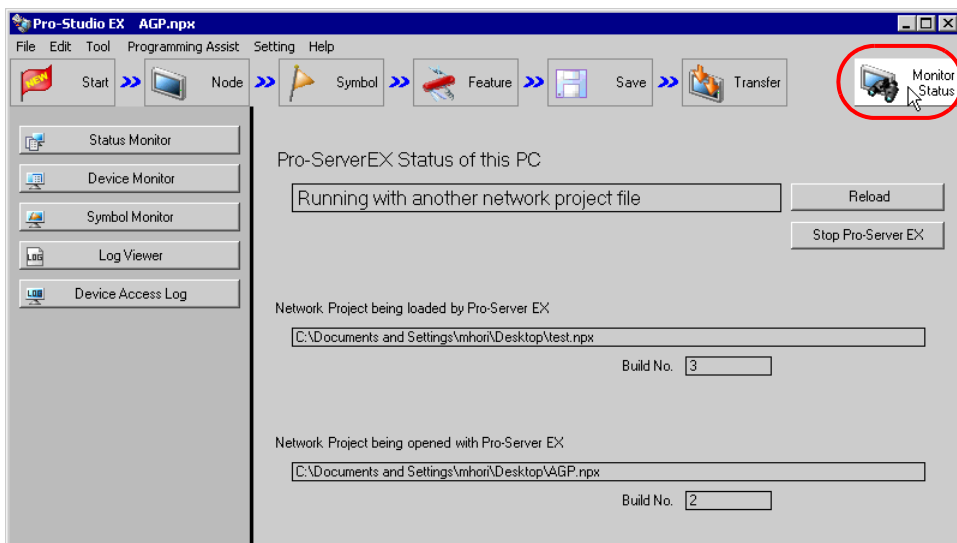 Pro-Studio EX AGP.npx
File Edit Tool Programming Assist Setting Help
NEW Start Node Symbol Feature Save Transfer Monitor Status
Status Monitor
Device Monitor
Symbol Monitor
LOG Log Viewer
LOG Device Access Log
Pro-ServerEX Status of this PC
Running with another network project file
Reload
Stop Pro-Server EX
Network Project being loaded by Pro-Server EX
C:\Documents and Settings\mhori\Desktop\test.npx
Build No. 3
Network Project being opened with Pro-Server EX
C:\Documents and Settings\mhori\Desktop\AGP.npx
Build No. 2